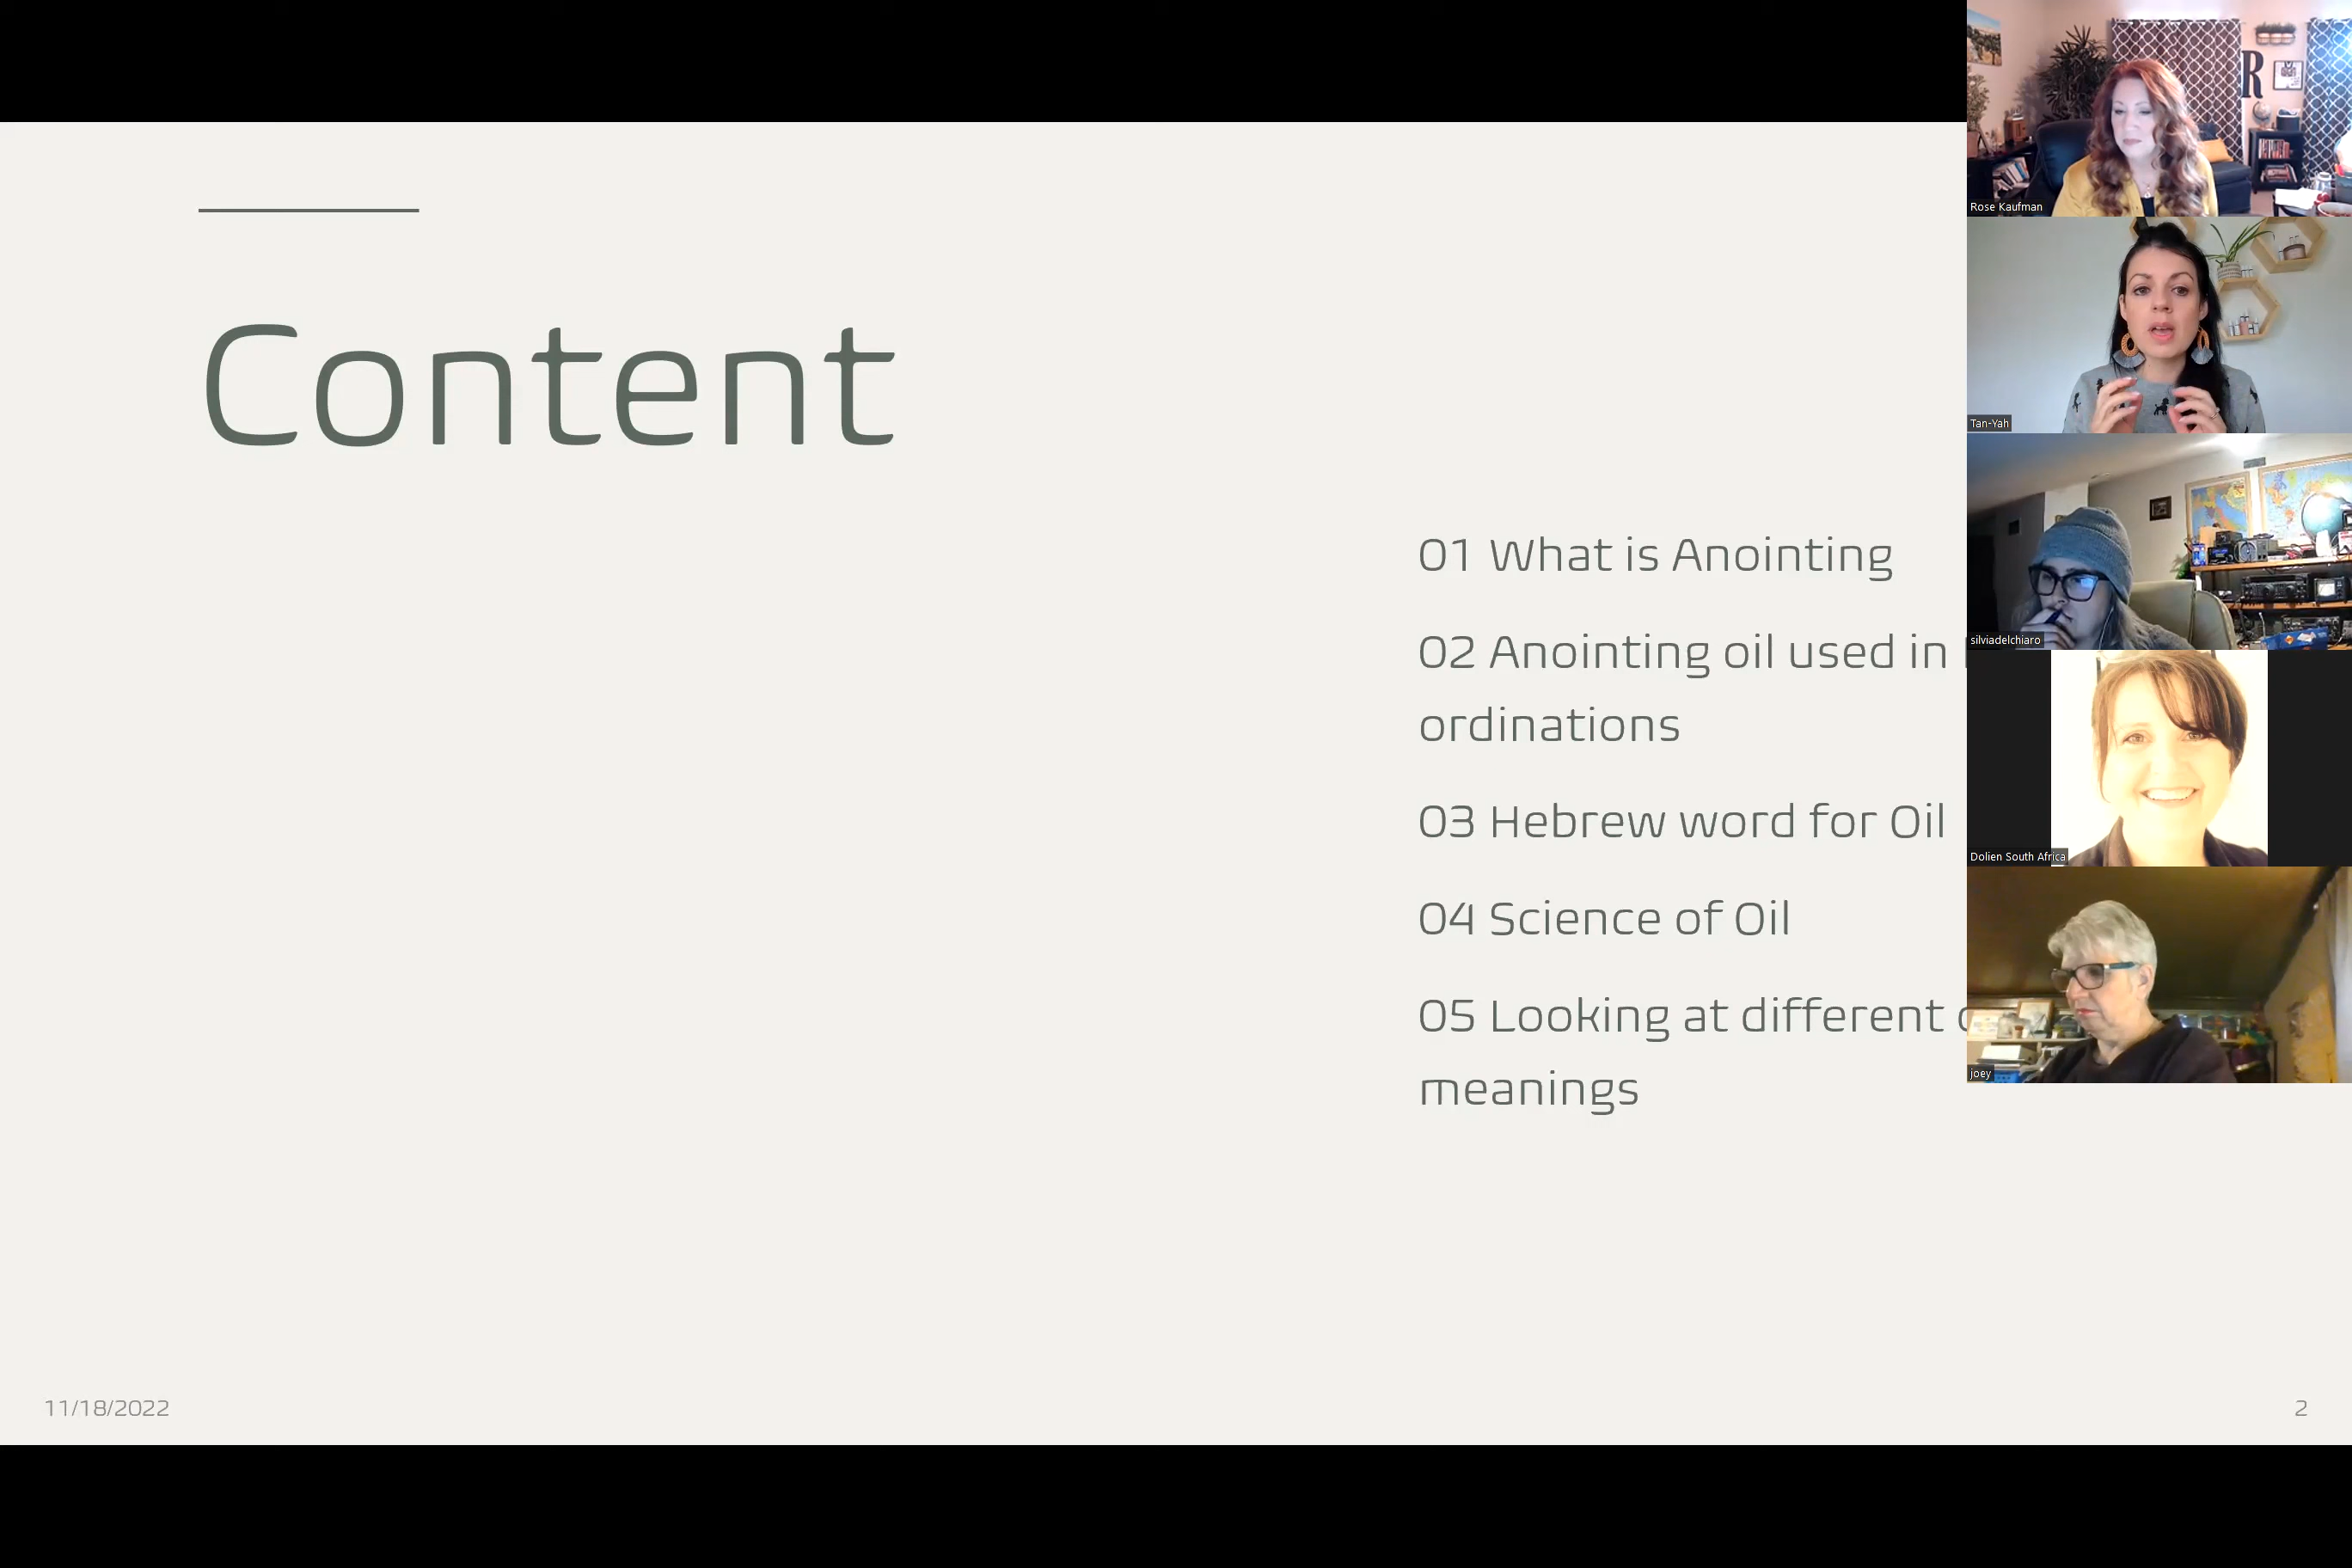 Content
01 What is Anointing
02 Anointing oil used in
ordinations
03 Hebrew word for Oil
04 Science of Oil
05 Looking at different
meanings
11/18/2022
2
R
Rose Kaufman
Tan-Yah
silviadelchiaro
Dolien South Africa
joey